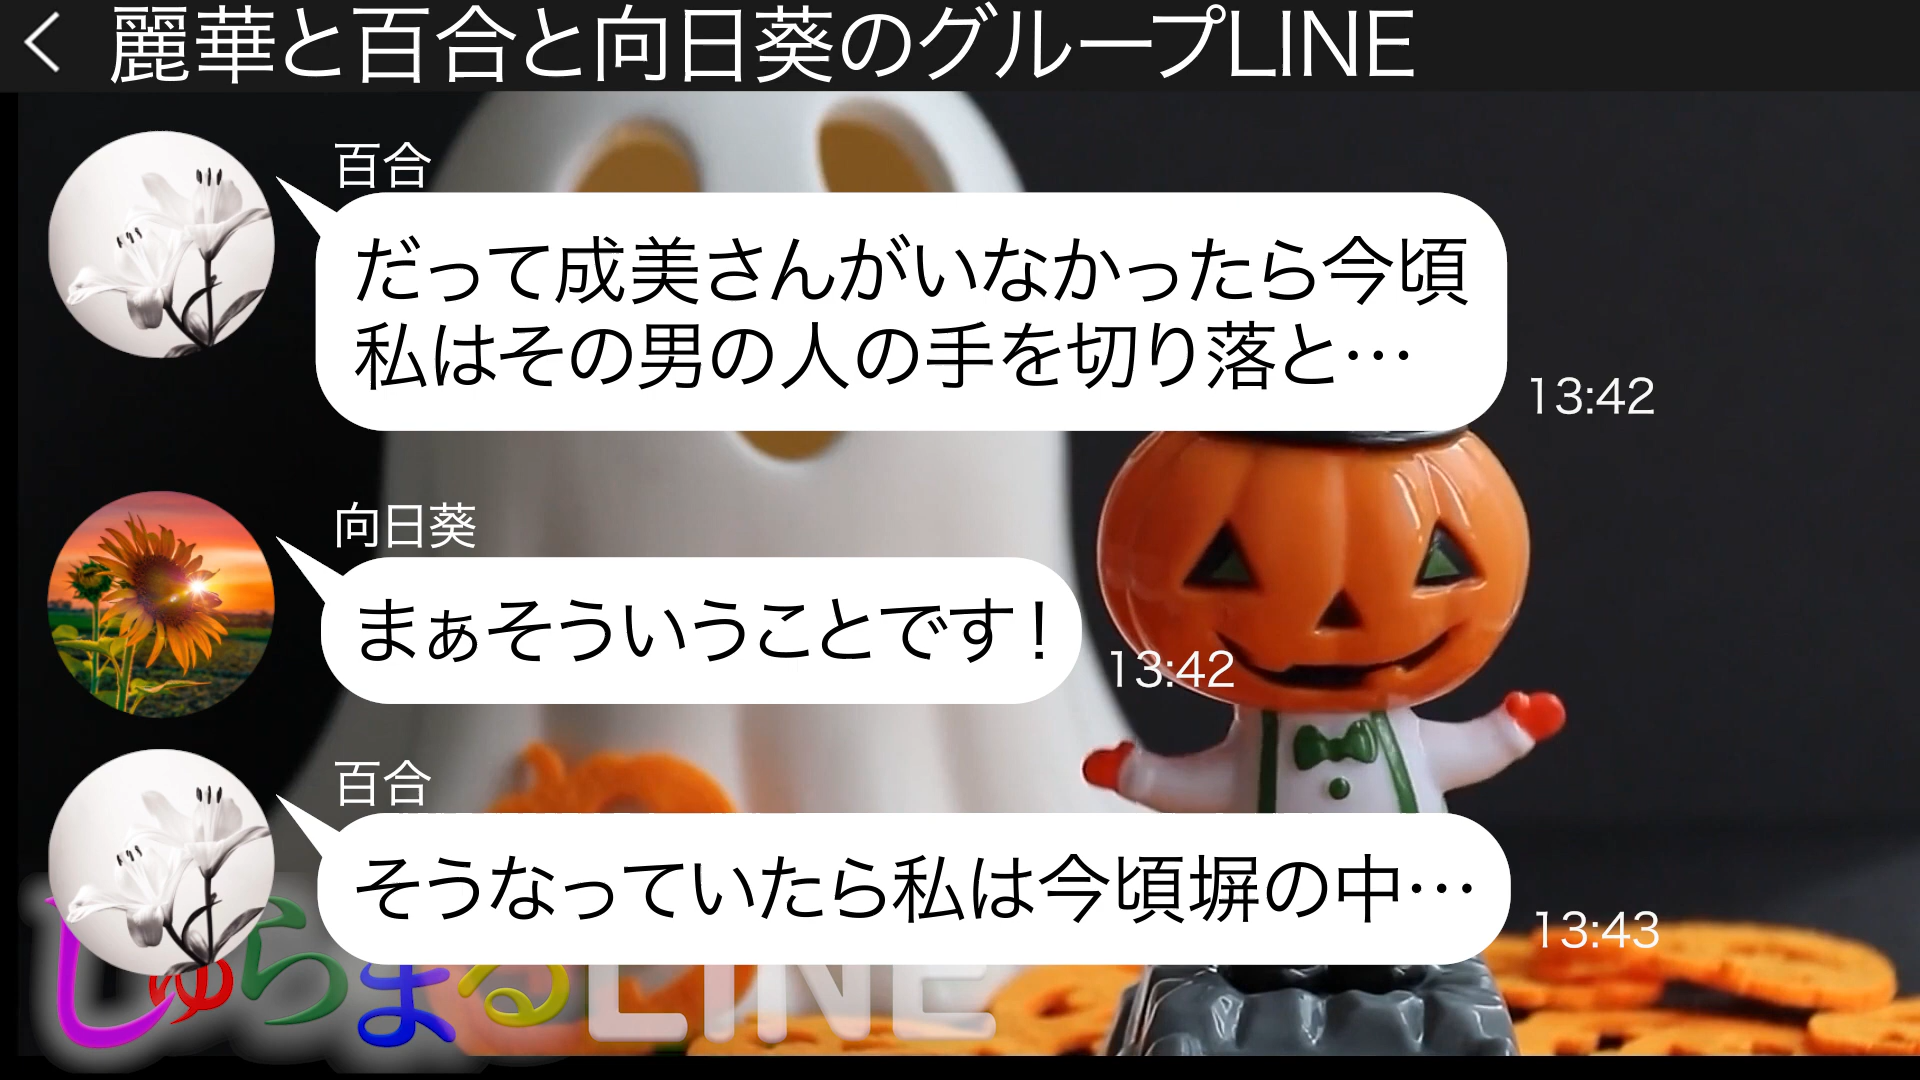 麗華と百合と向日葵のグループLINE
百合
だって成美さんがいなかったら今頃
私はその男の人の手を切り落と…
13:42
向日葵
まぁそういうことです！
13:42
百合
そうなっていたら私は今頃塀の中…
13:43
しゅらまるLINE